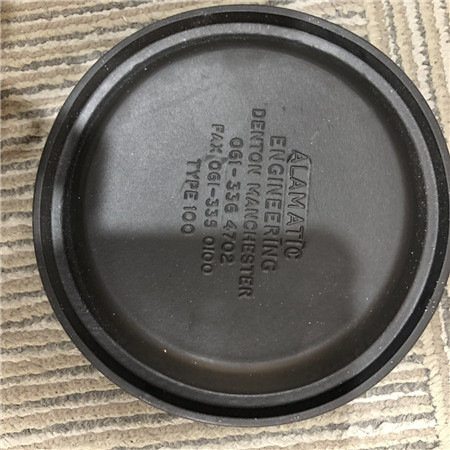 ALAMATiC
ENGINEERING
DENTON MANCHESTER
061-336 4702
FAX 061-335 0100
TYPE 100